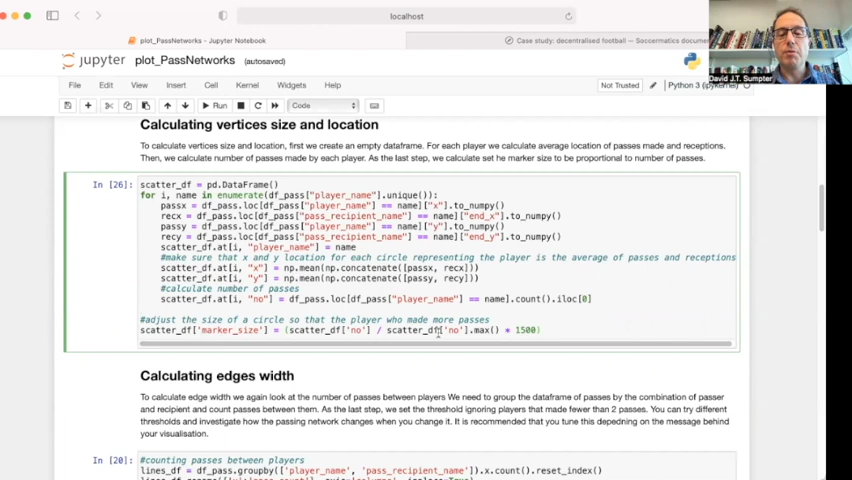 localhost
plot_PassNetworks - Jupyter Notebook
Case study: decentralised football — Soccermatics docume
David J.T. Sumpter
jupyter plot_PassNetworks (autosaved)
File Edit View Insert Cell Kernel Widgets Help
Not Trusted
Python 3 (ipykernel)
Run
Code
Calculating vertices size and location
To calculate vertices size and location, first we create an empty dataframe. For each player we calculate average location of passes made and receptions.
Then, we calculate number of passes made by each player. As the last step, we calculate set he marker size to be proportional to number of passes.
In [26]: scatter_df = pd.DataFrame()
for i, name in enumerate(df_pass["player_name"].unique()):
passx = df_pass.loc[df_pass["player_name"] == name]["x"].to_numpy()
recx = df_pass.loc[df_pass["pass_recipient_name"] == name]["end_x"].to_numpy()
passy = df_pass.loc[df_pass["player_name"] == name]["y"].to_numpy()
recy = df_pass.loc[df_pass["pass_recipient_name"] == name]["end_y"].to_numpy()
scatter_df.at[i, "player_name"] = name
#make sure that x and y location for each circle representing the player is the average of passes and receptions
scatter_df.at[i, "x"] = np.mean(np.concatenate([passx, recx]))
scatter_df.at[i, "y"] = np.mean(np.concatenate([passy, recy]))
#calculate number of passes
scatter_df.at[i, "no"] = df_pass.loc[df_pass["player_name"] == name].count().iloc[0]
#adjust the size of a circle so that the player who made more passes
scatter_df['marker_size'] = (scatter_df['no'] / scatter_df['no'].max() * 1500)
Calculating edges width
To calculate edge width we again look at the number of passes between players We need to group the dataframe of passes by the combination of passer
and recipient and count passes between them. As the last step, we set the threshold ignoring players that made fewer than 2 passes. You can try different
thresholds and investigate how the passing network changes when you change it. It is recommended that you tune this depednding on the message behind
your visualisation.
In [20]: #counting passes between players
lines_df = df_pass.groupby(['player_name', 'pass_recipient_name']).x.count().reset_index()